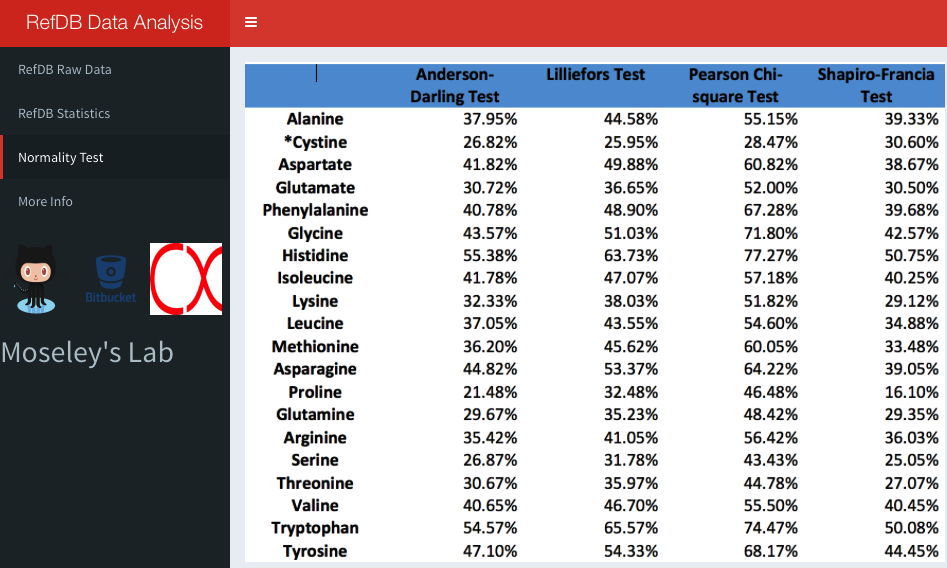 RefDB Data Analysis
RefDB Raw Data
RefDB Statistics
Normality Test
More Info
Bitbucket
Moseley's Lab
Anderson-Darling Test Lilliefors Test Pearson Chi-square Test Shapiro-Francia Test
Alanine 37.95% 44.58% 55.15% 39.33%
*Cystine 26.82% 25.95% 28.47% 30.60%
Aspartate 41.82% 49.88% 60.82% 38.67%
Glutamate 30.72% 36.65% 52.00% 30.50%
Phenylalanine 40.78% 48.90% 67.28% 39.68%
Glycine 43.57% 51.03% 71.80% 42.57%
Histidine 55.38% 63.73% 77.27% 50.75%
Isoleucine 41.78% 47.07% 57.18% 40.25%
Lysine 32.33% 38.03% 51.82% 29.12%
Leucine 37.05% 43.55% 54.60% 34.88%
Methionine 36.20% 45.62% 60.05% 33.48%
Asparagine 44.82% 53.37% 64.22% 39.05%
Proline 21.48% 32.48% 46.48% 16.10%
Glutamine 29.67% 35.23% 48.42% 29.35%
Arginine 35.42% 41.05% 56.42% 36.03%
Serine 26.87% 31.78% 43.43% 25.05%
Threonine 30.67% 35.97% 44.78% 27.07%
Valine 40.65% 46.70% 55.50% 40.45%
Tryptophan 54.57% 65.57% 74.47% 50.08%
Tyrosine 47.10% 54.33% 68.17% 44.45%